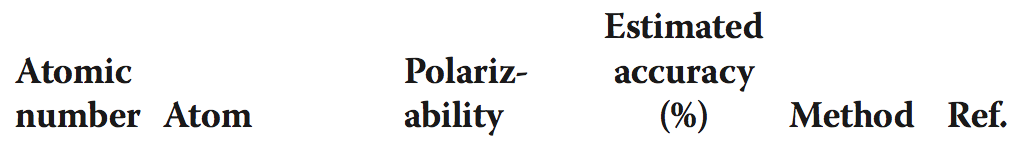 Estimated
Atomic Polariz- accuracy
number Atom ability (%) Method Ref.